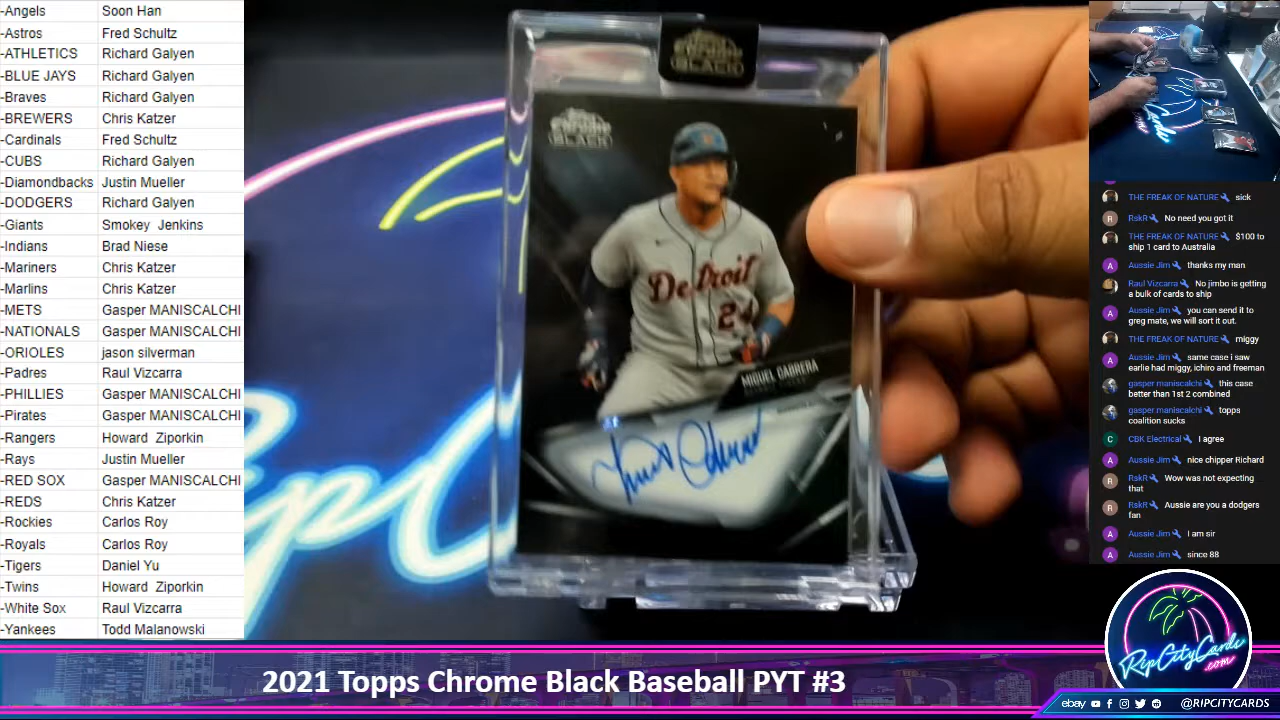 -Angels Soon Han
-Astros Fred Schultz
-ATHLETICS Richard Galyen
-BLUE JAYS Richard Galyen
-Braves Richard Galyen
-BREWERS Chris Katzer
-Cardinals Fred Schultz
-CUBS Richard Galyen
-Diamondbacks Justin Mueller
-DODGERS Richard Galyen
-Giants Smokey Jenkins
-Indians Brad Niese
-Mariners Chris Katzer
-Marlins Chris Katzer
-METS Gasper MANISCALCHI
-NATIONALS Gasper MANISCALCHI
-ORIOLES jason silverman
-Padres Raul Vizcarra
-PHILLIES Gasper MANISCALCHI
-Pirates Gasper MANISCALCHI
-Rangers Howard Ziporkin
-Rays Justin Mueller
-RED SOX Gasper MANISCALCHI
-REDS Chris Katzer
-Rockies Carlos Roy
-Royals Carlos Roy
-Tigers Daniel Yu
-Twins Howard Ziporkin
-White Sox Raul Vizcarra
-Yankees Todd Malanowski
BLACK
BLACK
Detroit
24
MIGUEL CABRERA
THE FREAK OF NATURE sick
R RskR No need you got it
THE FREAK OF NATURE $100 to
ship 1 card to Australia
A Aussie Jim thanks my man
Raul Vizcarra No jimbo is getting
a bulk of cards to ship
A Aussie Jim you can send it to
greg mate, we will sort it out.
THE FREAK OF NATURE miggy
A Aussie Jim same case i saw
earlie had miggy, ichiro and freeman
gasper maniscalchi this case
better than 1st 2 combined
gasper maniscalchi topps
coalition sucks
C CBK Electrical I agree
A Aussie Jim nice chipper Richard
R RskR Wow was not expecting
that
R RskR Aussie are you a dodgers
fan
A Aussie Jim I am sir
A Aussie Jim since 88
RipCityCards
.com
2021 Topps Chrome Black Baseball PYT #3
ebay @RIPCITYCARDS